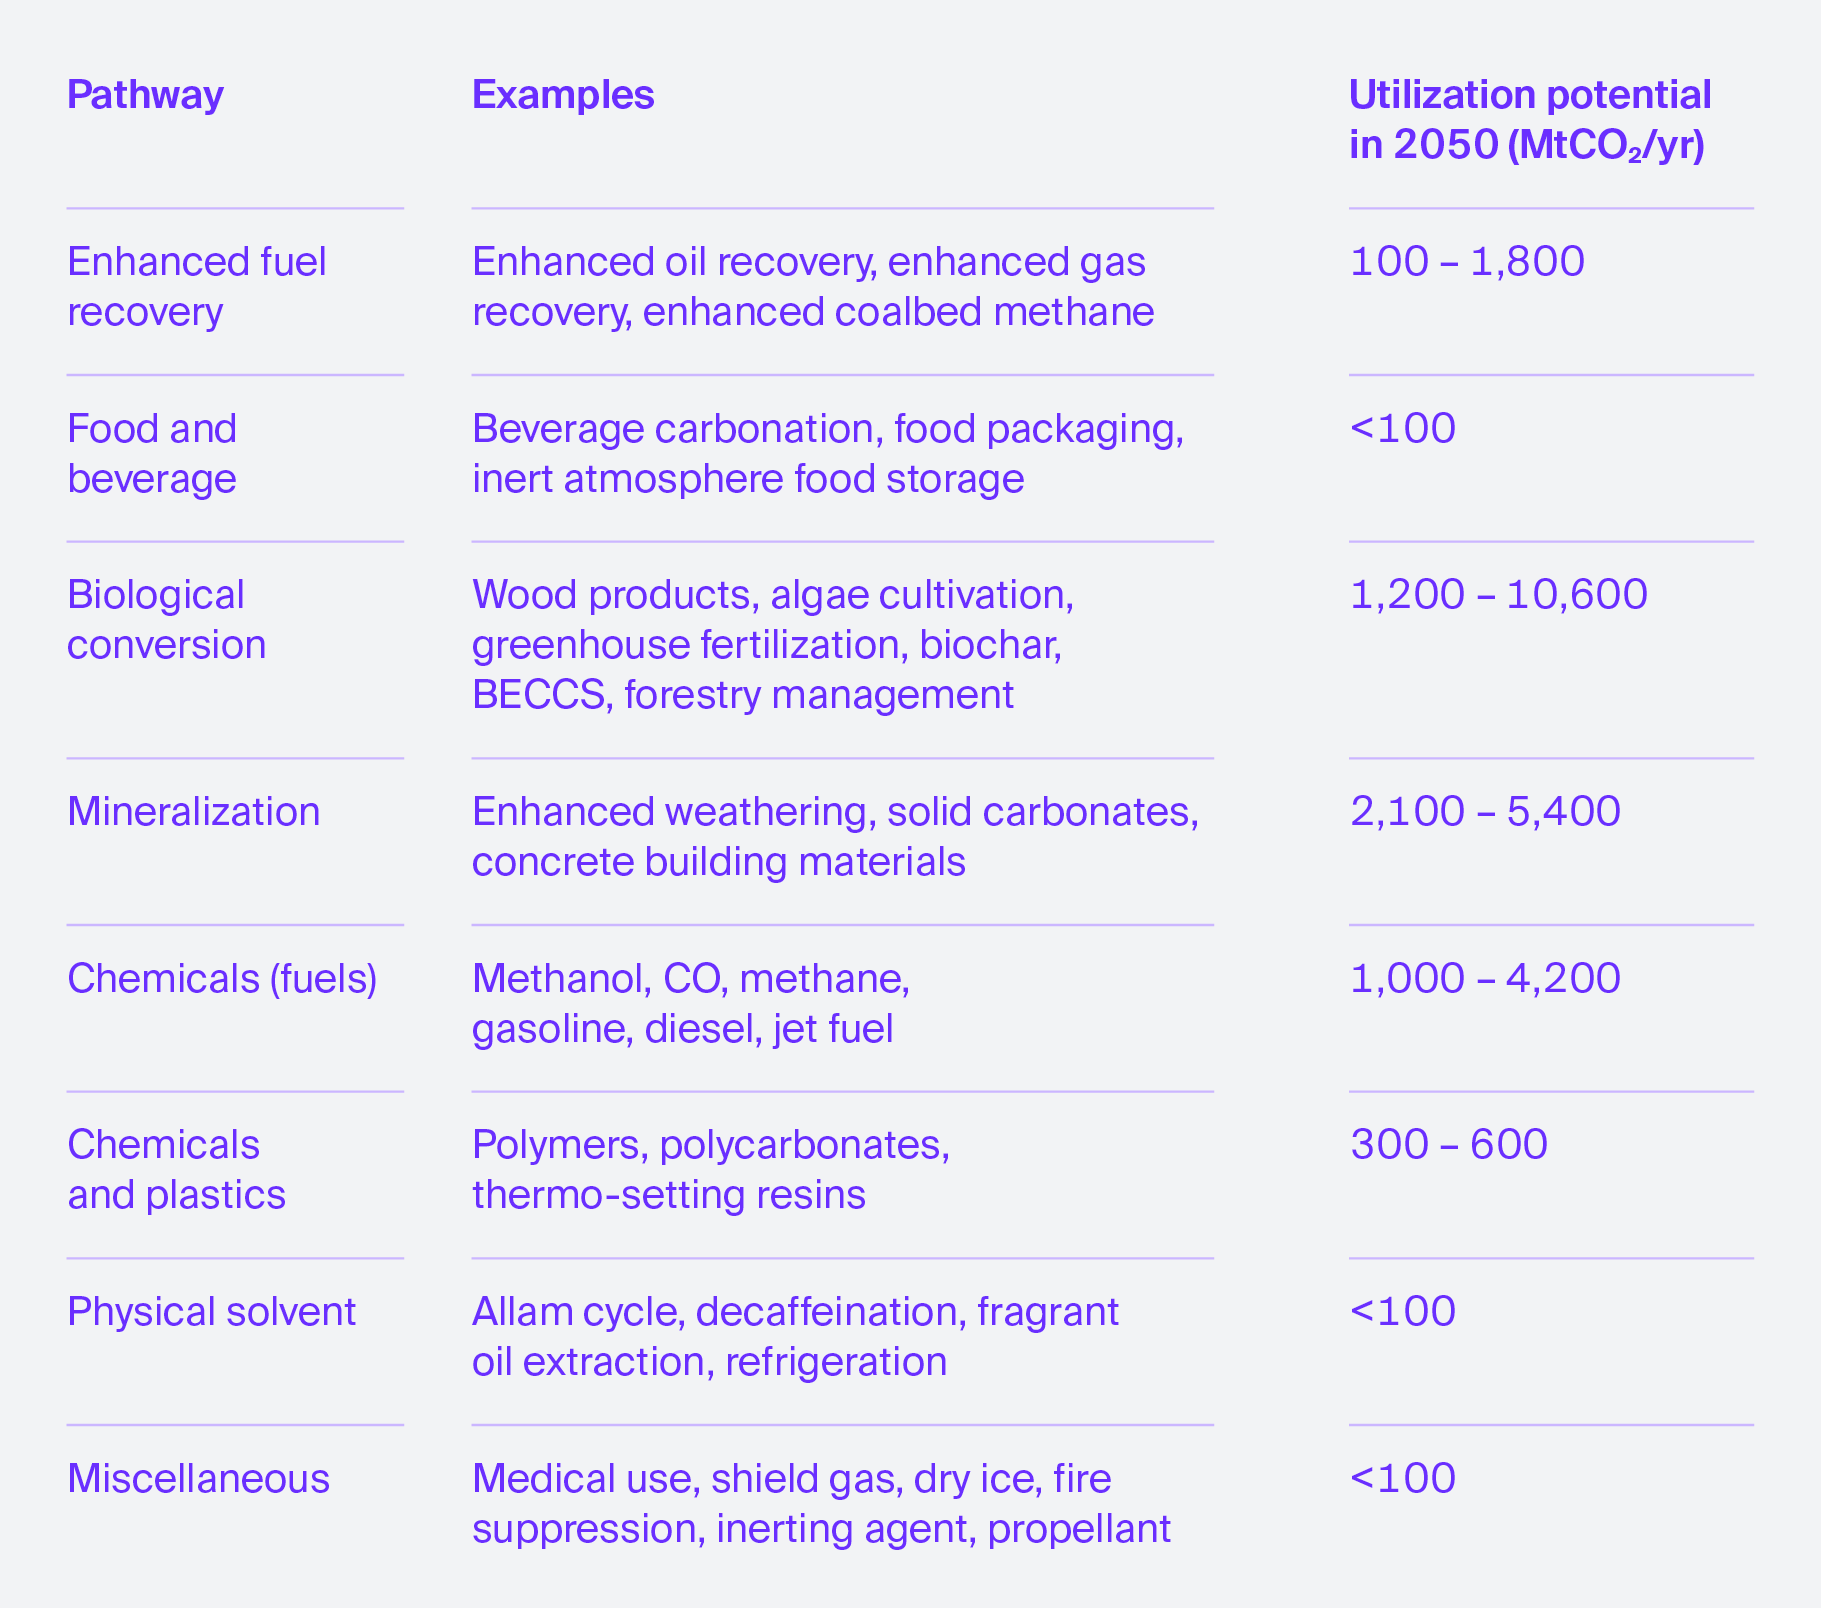 Pathway
Examples
Utilization potential
in 2050 (MtCO₂/yr)
Enhanced fuel
recovery
Enhanced oil recovery, enhanced gas
recovery, enhanced coalbed methane
100 – 1,800
Food and
beverage
Beverage carbonation, food packaging,
inert atmosphere food storage
<100
Biological
conversion
Wood products, algae cultivation,
greenhouse fertilization, biochar,
BECCS, forestry management
1,200 – 10,600
Mineralization
Enhanced weathering, solid carbonates,
concrete building materials
2,100 – 5,400
Chemicals (fuels)
Methanol, CO, methane,
gasoline, diesel, jet fuel
1,000 – 4,200
Chemicals
and plastics
Polymers, polycarbonates,
thermo-setting resins
300 – 600
Physical solvent
Allam cycle, decaffeination, fragrant
oil extraction, refrigeration
<100
Miscellaneous
Medical use, shield gas, dry ice, fire
suppression, inerting agent, propellant
<100